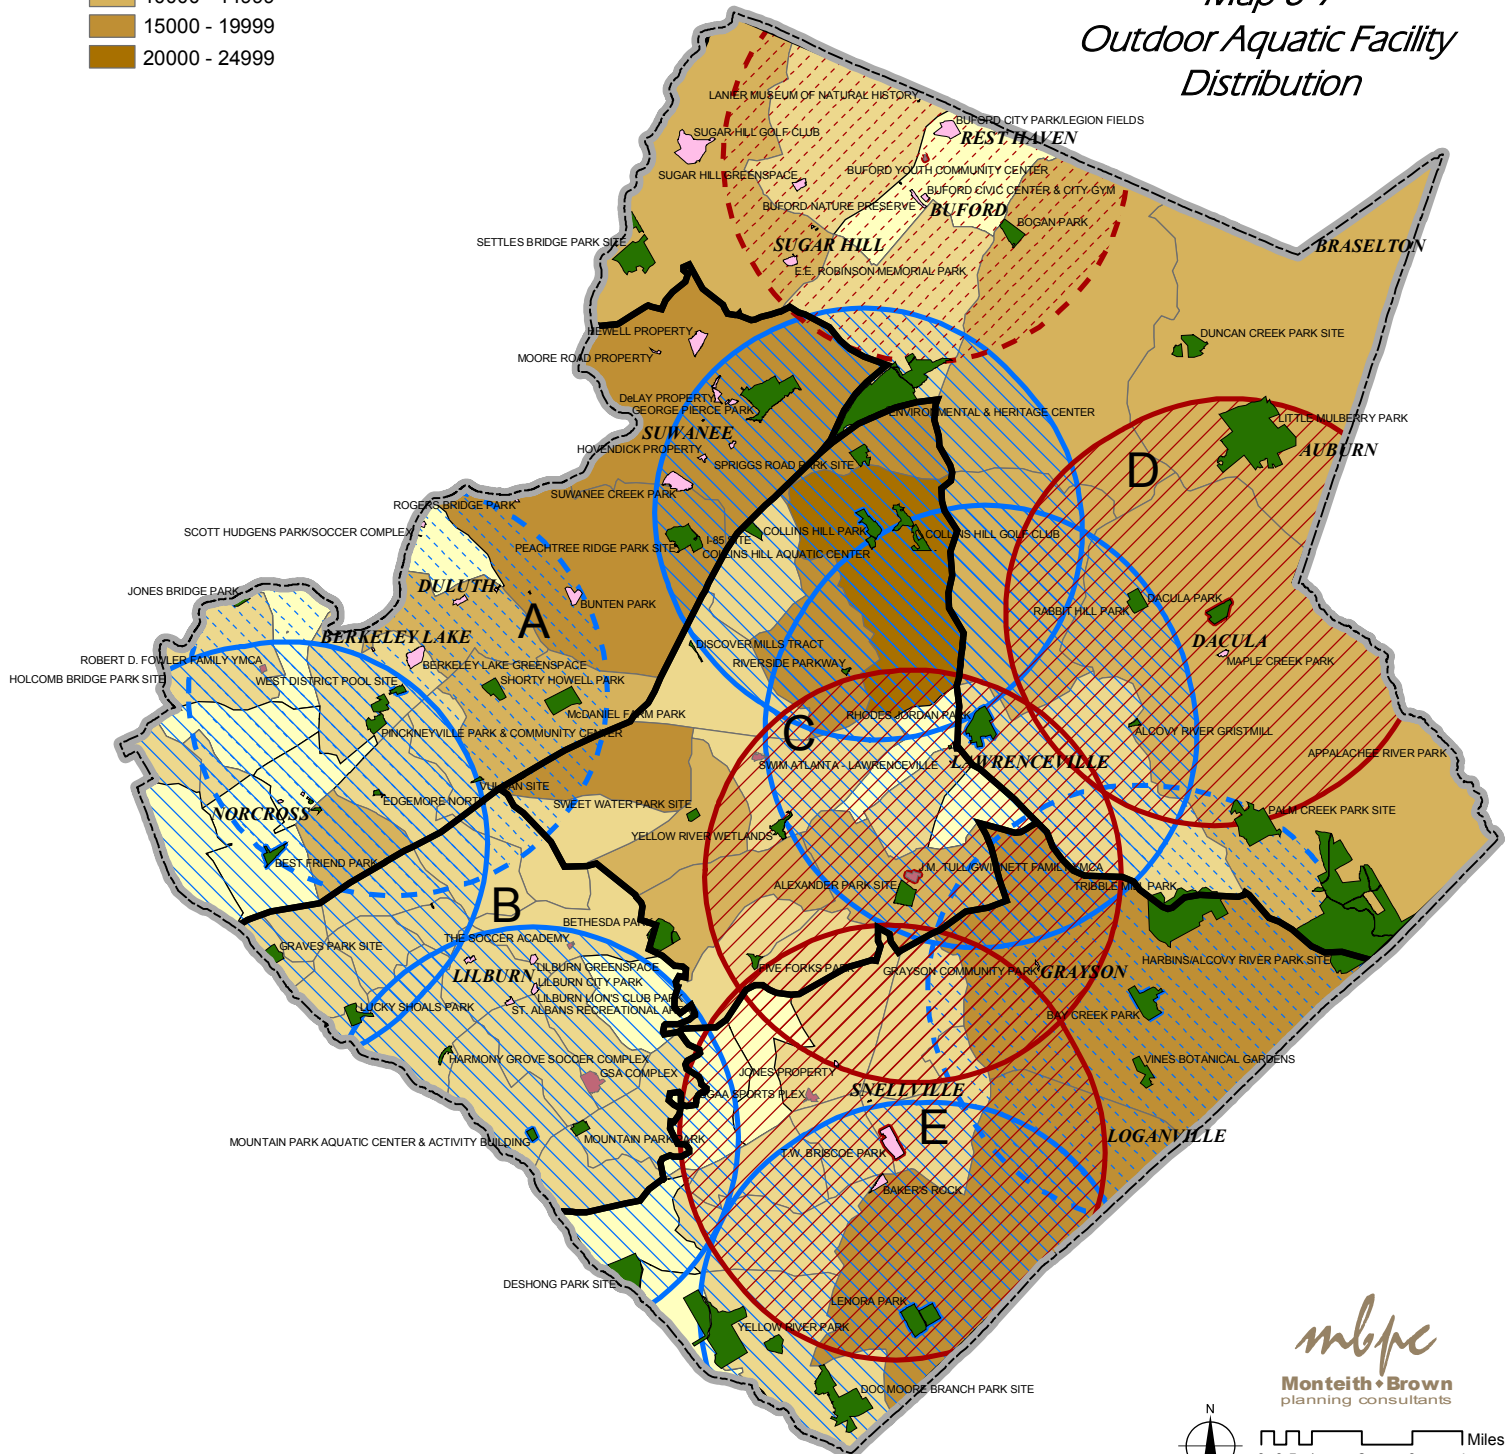 15000 - 19999
20000 - 24999
Outdoor Aquatic Facility
Distribution
LANIER MUSEUM OF NATURAL HISTORY
BUFORD CITY PARK/LEGION FIELDS
SUGAR HILL GOLF CLUB
REST HAVEN
SUGAR HILL GREENSPACE
BUFORD YOUTH COMMUNITY CENTER
BUFORD CIVIC CENTER & CITY GYM
BUFORD NATURE PRESERVE
BUFORD
BOGAN PARK
SETTLES BRIDGE PARK SITE
SUGAR HILL
BRASELTON
E.E. ROBINSON MEMORIAL PARK
HEWELL PROPERTY
DUNCAN CREEK PARK SITE
MOORE ROAD PROPERTY
DeLAY PROPERTY
GEORGE PIERCE PARK
ENVIRONMENTAL & HERITAGE CENTER
LITTLE MULBERRY PARK
SUWANEE
HOVENDICK PROPERTY
AUBURN
SPRIGGS ROAD PARK SITE
D
SUWANEE CREEK PARK
ROGERS BRIDGE PARK
SCOTT HUDGENS PARK/SOCCER COMPLEX
COLLINS HILL PARK
COLLINS HILL GOLF CLUB
I-85 SITE
PEACHTREE RIDGE PARK SITE
COLLINS HILL AQUATIC CENTER
DULUTH
JONES BRIDGE PARK
BUNTEN PARK
DACULA PARK
RABBIT HILL PARK
A
BERKELEY LAKE
DISCOVER MILLS TRACT
DACULA
ROBERT D. FOWLER FAMILY YMCA
BERKELEY LAKE GREENSPACE
RIVERSIDE PARKWAY
MAPLE CREEK PARK
HOLCOMB BRIDGE PARK SITE
WEST DISTRICT POOL SITE
SHORTY HOWELL PARK
McDANIEL FARM PARK
RHODES JORDAN PARK
PINCKNEYVILLE PARK & COMMUNITY CENTER
C
ALCOVY RIVER GRISTMILL
APPALACHEE RIVER PARK
SWIM ATLANTA - LAWRENCEVILLE
LAWRENCEVILLE
VULCAN SITE
EDGEMORE NORTH
SWEET WATER PARK SITE
NORCROSS
PALM CREEK PARK SITE
YELLOW RIVER WETLANDS
BEST FRIEND PARK
J.M. TULL/GWINNETT FAMILY YMCA
ALEXANDER PARK SITE
TRIBBLE MILL PARK
B
BETHESDA PARK
THE SOCCER ACADEMY
GRAVES PARK SITE
LILBURN
LILBURN GREENSPACE
FIVE FORKS PARK
GRAYSON COMMUNITY PARK
GRAYSON
HARBINS/ALCOVY RIVER PARK SITE
LILBURN CITY PARK
LILBURN LION'S CLUB PARK
LUCKY SHOALS PARK
BAY CREEK PARK
HARMONY GROVE SOCCER COMPLEX
VINES BOTANICAL GARDENS
GSA COMPLEX
JONES PROPERTY
SNELLVILLE
E
LOGANVILLE
MOUNTAIN PARK AQUATIC CENTER & ACTIVITY BUILDING
MOUNTAIN PARK PARK
T.W. BRISCOE PARK
BAKER'S ROCK
DESHONG PARK SITE
LENORA PARK
YELLOW RIVER PARK
DOC MOORE BRANCH PARK SITE
mbpc
Monteith•Brown
planning consultants
N
Miles